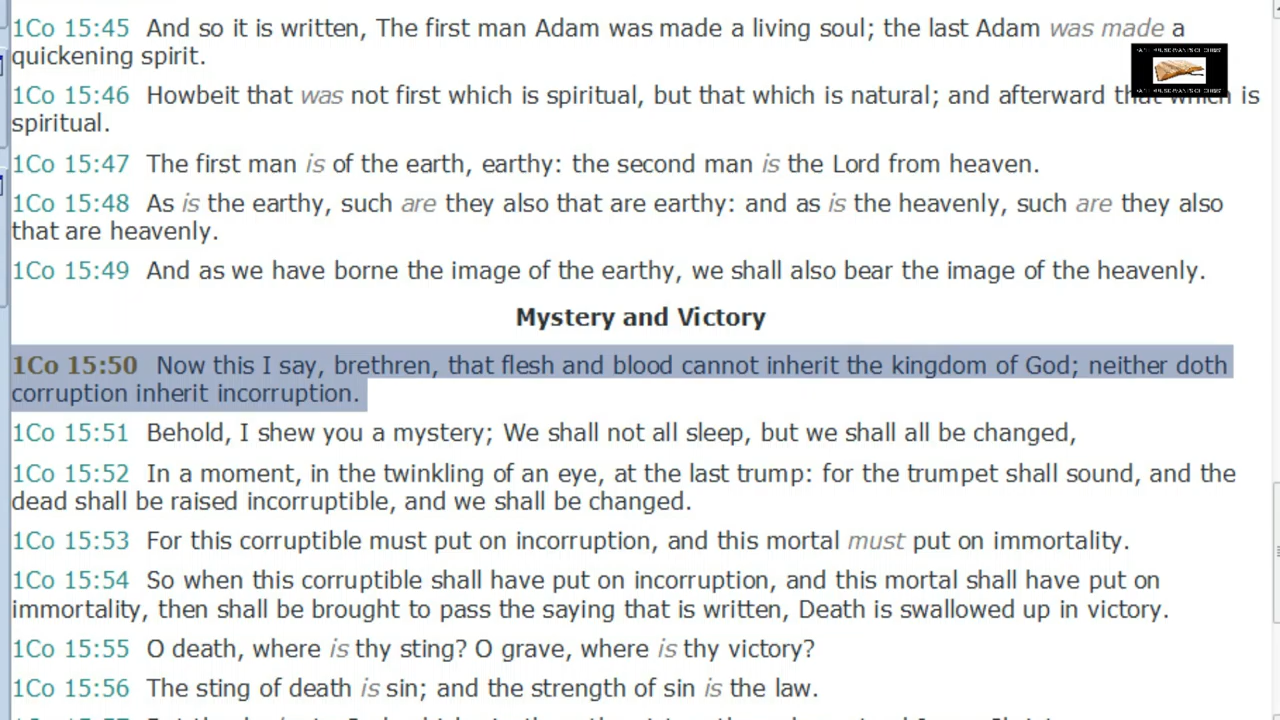 1Co 15:45 And so it is written, The first man Adam was made a living soul; the last Adam was made a
quickening spirit.
1Co 15:46 Howbeit that was not first which is spiritual, but that which is natural; and afterward that which is
spiritual.
1Co 15:47 The first man is of the earth, earthy: the second man is the Lord from heaven.
1Co 15:48 As is the earthy, such are they also that are earthy: and as is the heavenly, such are they also
that are heavenly.
1Co 15:49 And as we have borne the image of the earthy, we shall also bear the image of the heavenly.
Mystery and Victory
1Co 15:50 Now this I say, brethren, that flesh and blood cannot inherit the kingdom of God; neither doth
corruption inherit incorruption.
1Co 15:51 Behold, I shew you a mystery; We shall not all sleep, but we shall all be changed,
1Co 15:52 In a moment, in the twinkling of an eye, at the last trump: for the trumpet shall sound, and the
dead shall be raised incorruptible, and we shall be changed.
1Co 15:53 For this corruptible must put on incorruption, and this mortal must put on immortality.
1Co 15:54 So when this corruptible shall have put on incorruption, and this mortal shall have put on
immortality, then shall be brought to pass the saying that is written, Death is swallowed up in victory.
1Co 15:55 O death, where is thy sting? O grave, where is thy victory?
1Co 15:56 The sting of death is sin; and the strength of sin is the law.